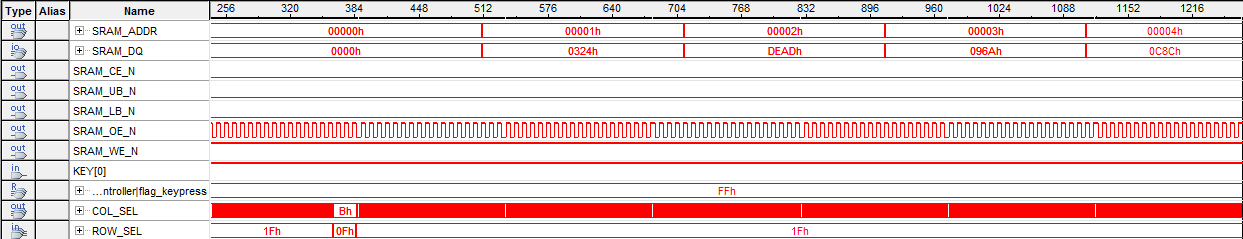 Type Alias Name 256 320 384 448 512 576 640 704 768 832 896 960 1024 1088 1152 1216
out SRAM_ADDR 00000h 00001h 00002h 00003h 00004h
io SRAM_DQ 0000h 0324h DEADh 096Ah 0C8Ch
out SRAM_CE_N
out SRAM_UB_N
out SRAM_LB_N
out SRAM_OE_N
out SRAM_WE_N
in KEY[0]
R ...ntroller|flag_keypress FFh
out COL_SEL Bh
in ROW_SEL 1Fh 0Fh 1Fh